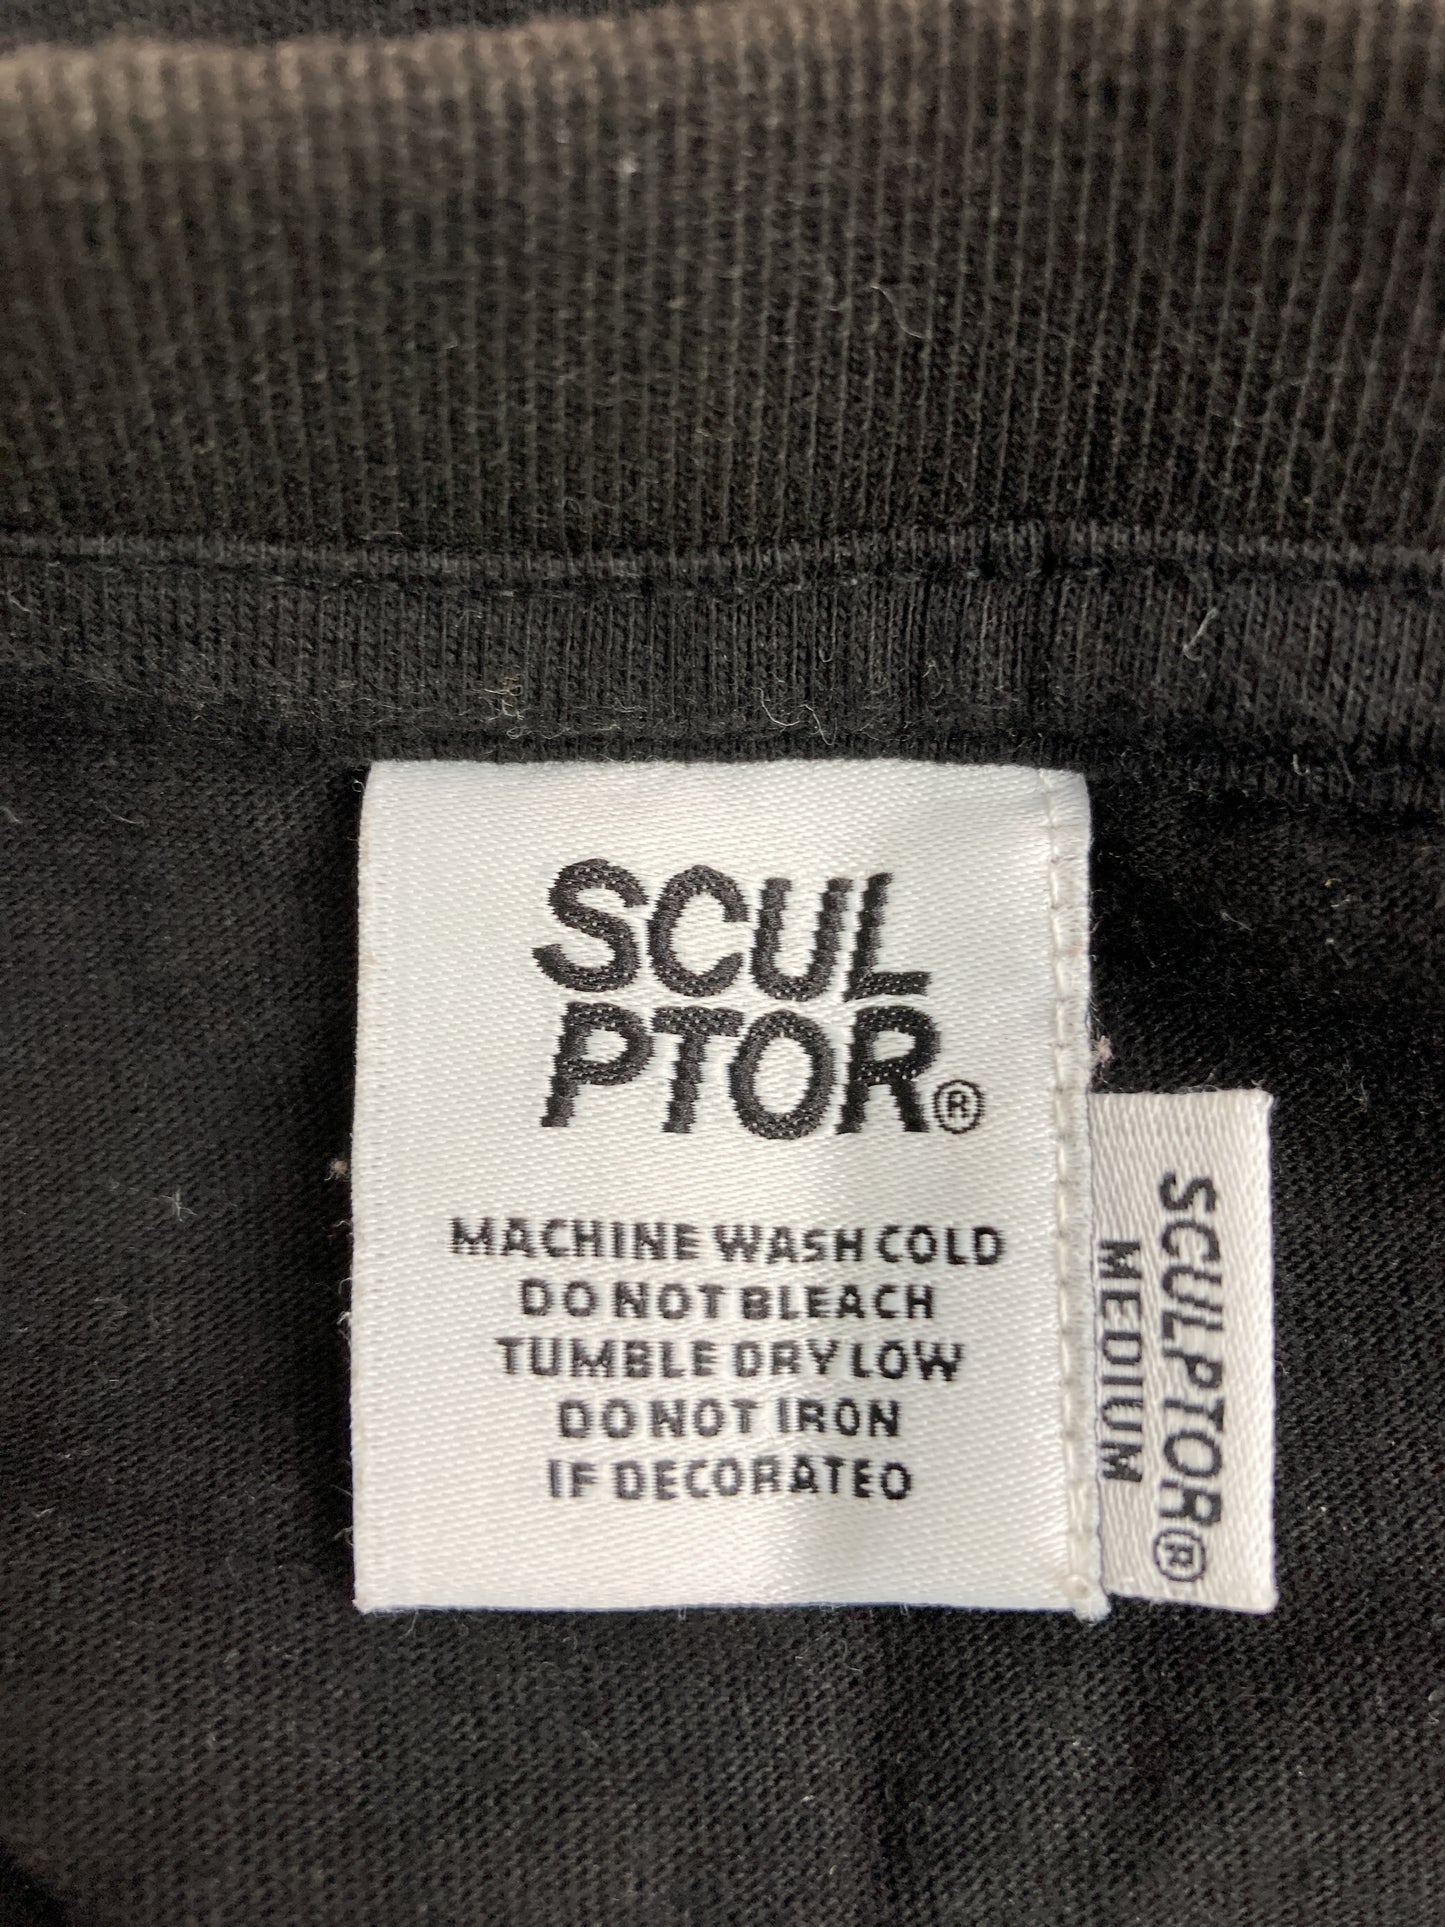 SCUL
PTOR®
MACHINE WASH COLD
DO NOT BLEACH
TUMBLE DRY LOW
DO NOT IRON
IF DECORATED
SCULPTOR®
MEDIUM